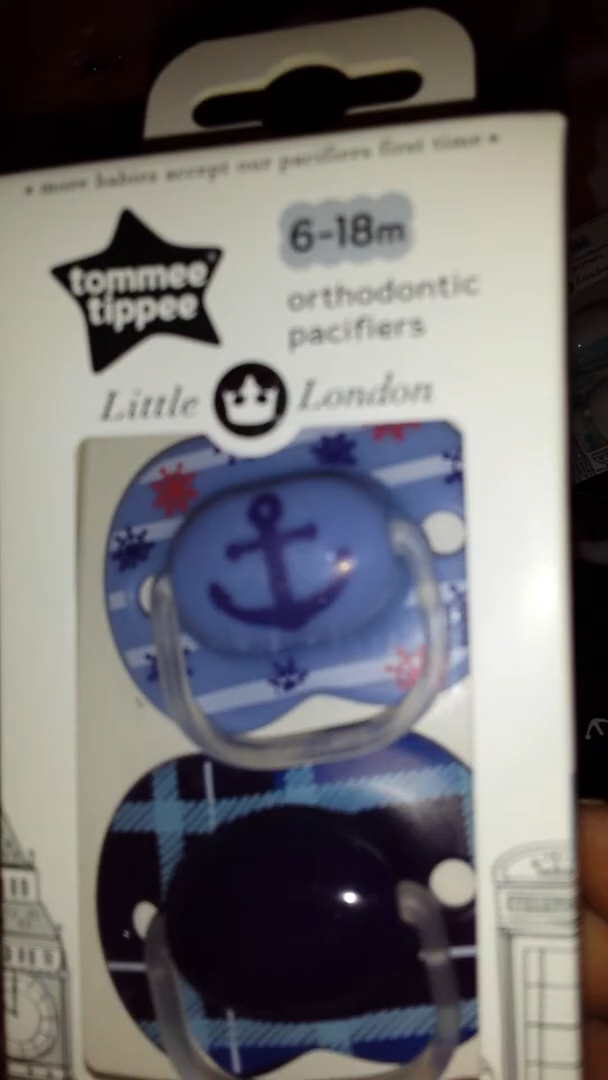 • more babies accept our pacifiers first time •
tommee
tippee
6-18m
orthodontic
pacifiers
Little London